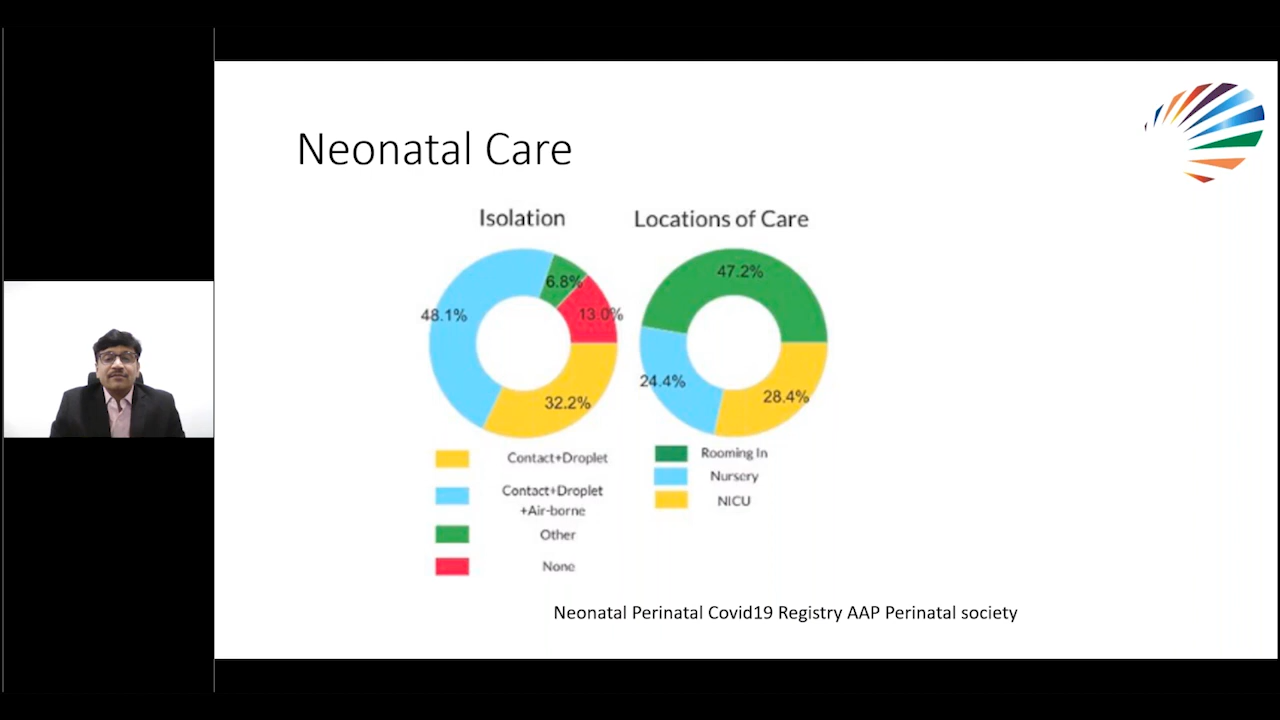 Neonatal Care
Isolation
Locations of Care
48.1%
6.8%
13.0%
32.2%
47.2%
24.4%
28.4%
Contact+Droplet
Contact+Droplet
+Air-borne
Other
None
Rooming In
Nursery
NICU
Neonatal Perinatal Covid19 Registry AAP Perinatal society